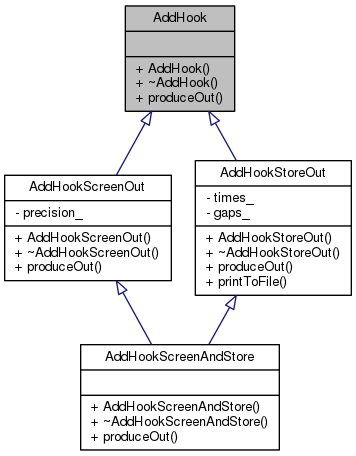 AddHook
+ AddHook()
+ ~AddHook()
+ produceOut()
AddHookScreenOut
- precision_
+ AddHookScreenOut()
+ ~AddHookScreenOut()
+ produceOut()
AddHookStoreOut
- times_
- gaps_
+ AddHookStoreOut()
+ ~AddHookStoreOut()
+ produceOut()
+ printToFile()
AddHookScreenAndStore
+ AddHookScreenAndStore()
+ ~AddHookScreenAndStore()
+ produceOut()